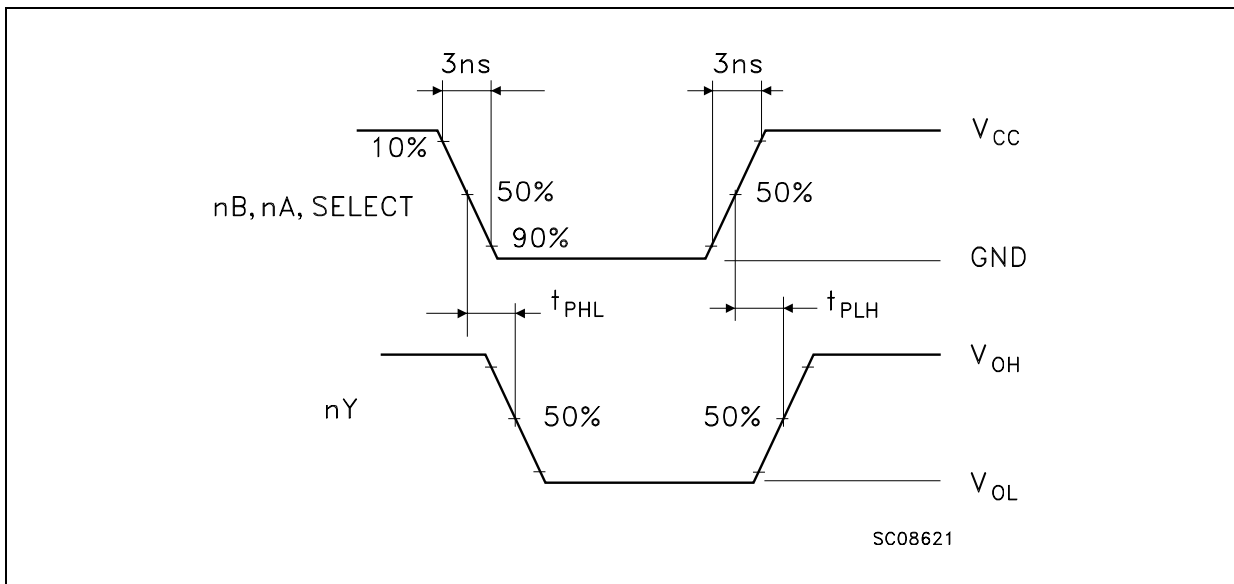 3ns 3ns
V_CC
10%
50% 50%
nB, nA, SELECT
90%
GND
t_PHL t_PLH
V_OH
nY 50% 50%
V_OL
SC08621